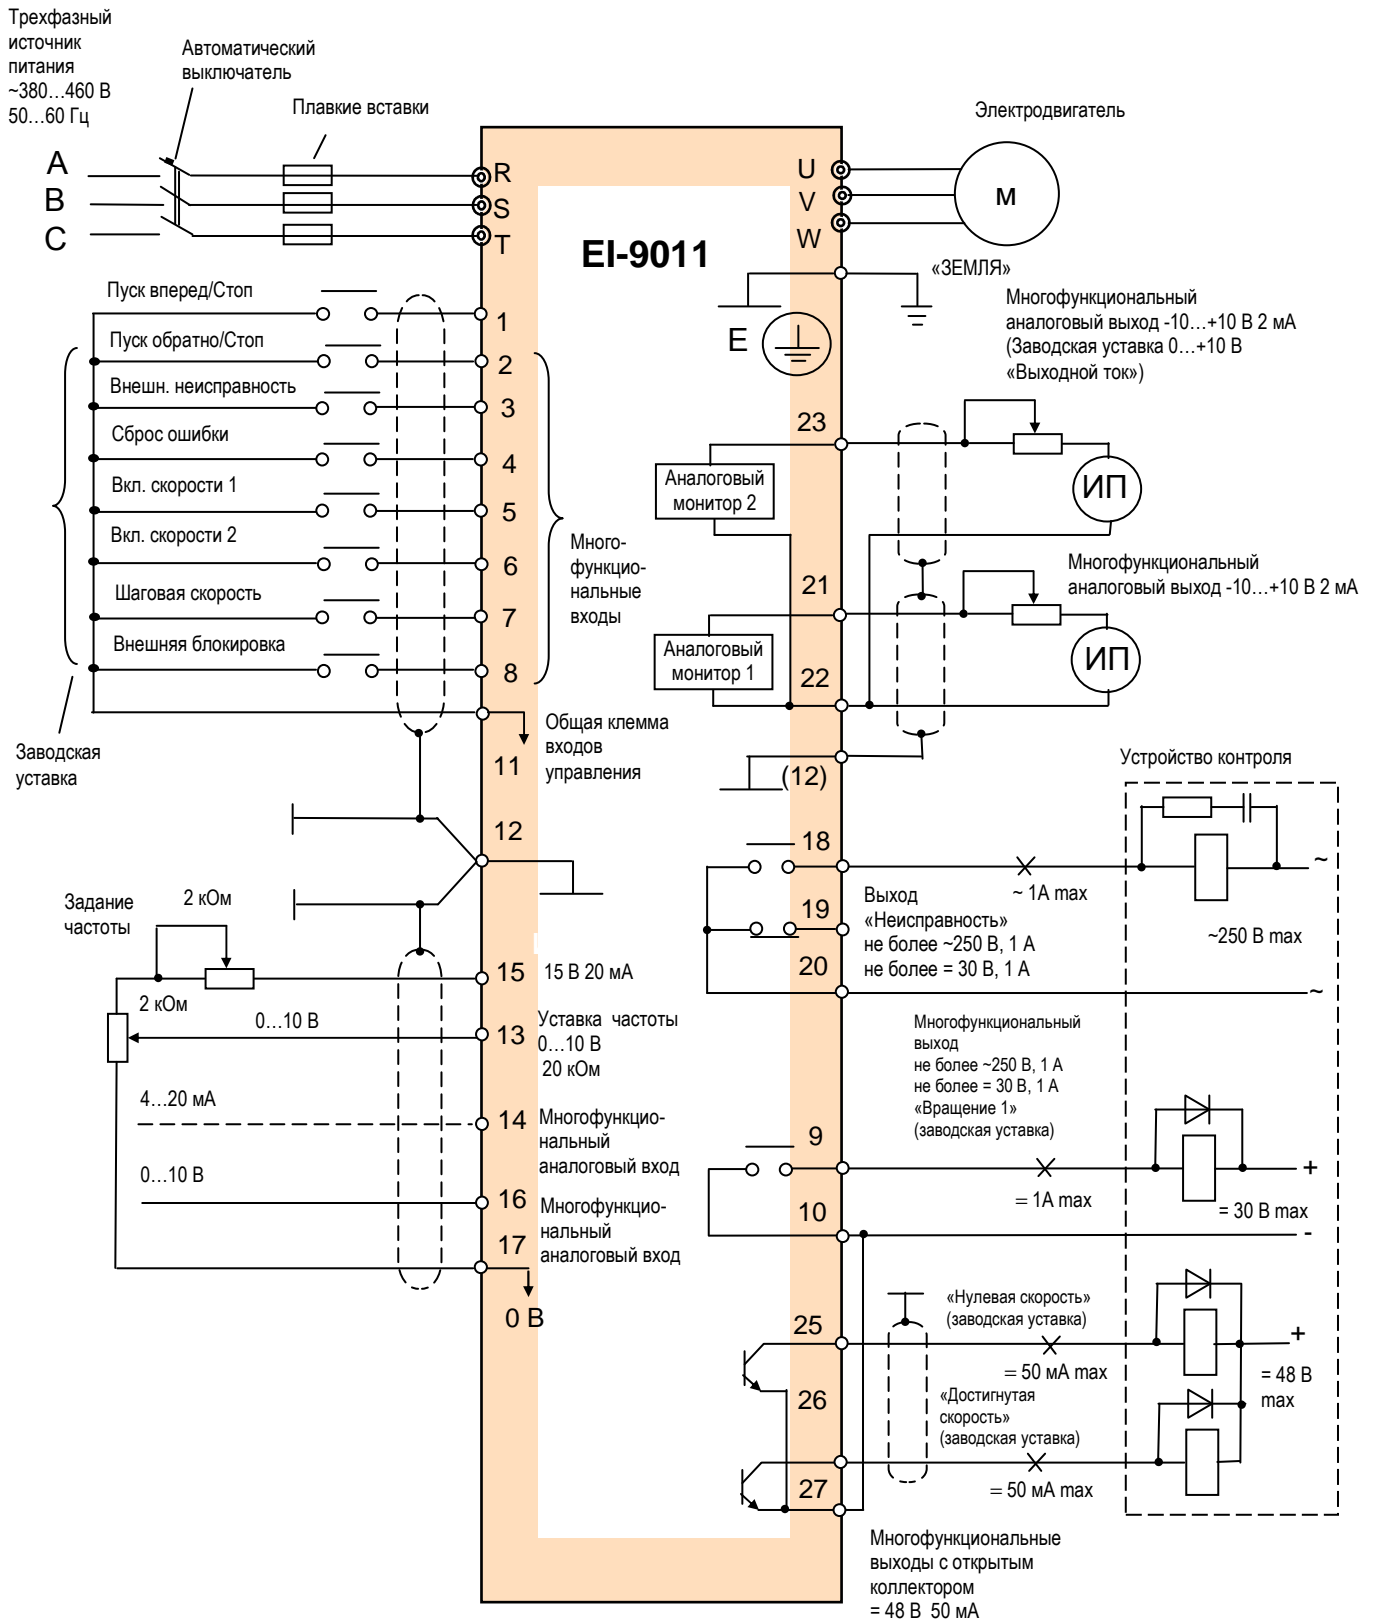 Трехфазный
источник
питания
~380…460 В
50…60 Гц
Автоматический
выключатель
Плавкие вставки
Электродвигатель
A
B
C
R
S
T
U
V
W
М
EI-9011
«ЗЕМЛЯ»
E
Пуск вперед/Стоп
1
Пуск обратно/Стоп
2
Внешн. неисправность
3
Сброс ошибки
4
Вкл. скорости 1
5
Вкл. скорости 2
6
Шаговая скорость
7
Внешняя блокировка
8
Много-
функцио-
нальные
входы
Заводская
уставка
11
Общая клемма
входов
управления
12
Задание
частоты
2 кОм
2 кОм
15
15 В 20 мА
0…10 В
13
Уставка частоты
0…10 В
20 кОм
4…20 мА
14
Многофункцио-
нальный
аналоговый вход
0…10 В
16
Многофункцио-
нальный
аналоговый вход
17
0 В
Многофункциональный
аналоговый выход -10…+10 В 2 мА
(Заводская уставка 0…+10 В
«Выходной ток»)
23
Аналоговый
монитор 2
ИП
Многофункциональный
аналоговый выход -10…+10 В 2 мА
21
Аналоговый
монитор 1
22
ИП
(12)
Устройство контроля
18
~ 1А max
~
19
Выход
«Неисправность»
не более ~250 В, 1 А
не более = 30 В, 1 А
~250 В max
20
~
Многофункциональный
выход
не более ~250 В, 1 А
не более = 30 В, 1 А
«Вращение 1»
(заводская уставка)
9
= 1А max
+
= 30 В max
10
-
«Нулевая скорость»
(заводская уставка)
25
= 50 мА max
+
= 48 В
max
26
«Достигнутая
скорость»
(заводская уставка)
= 50 мА max
27
Многофункциональные
выходы с открытым
коллектором
= 48 В 50 мА